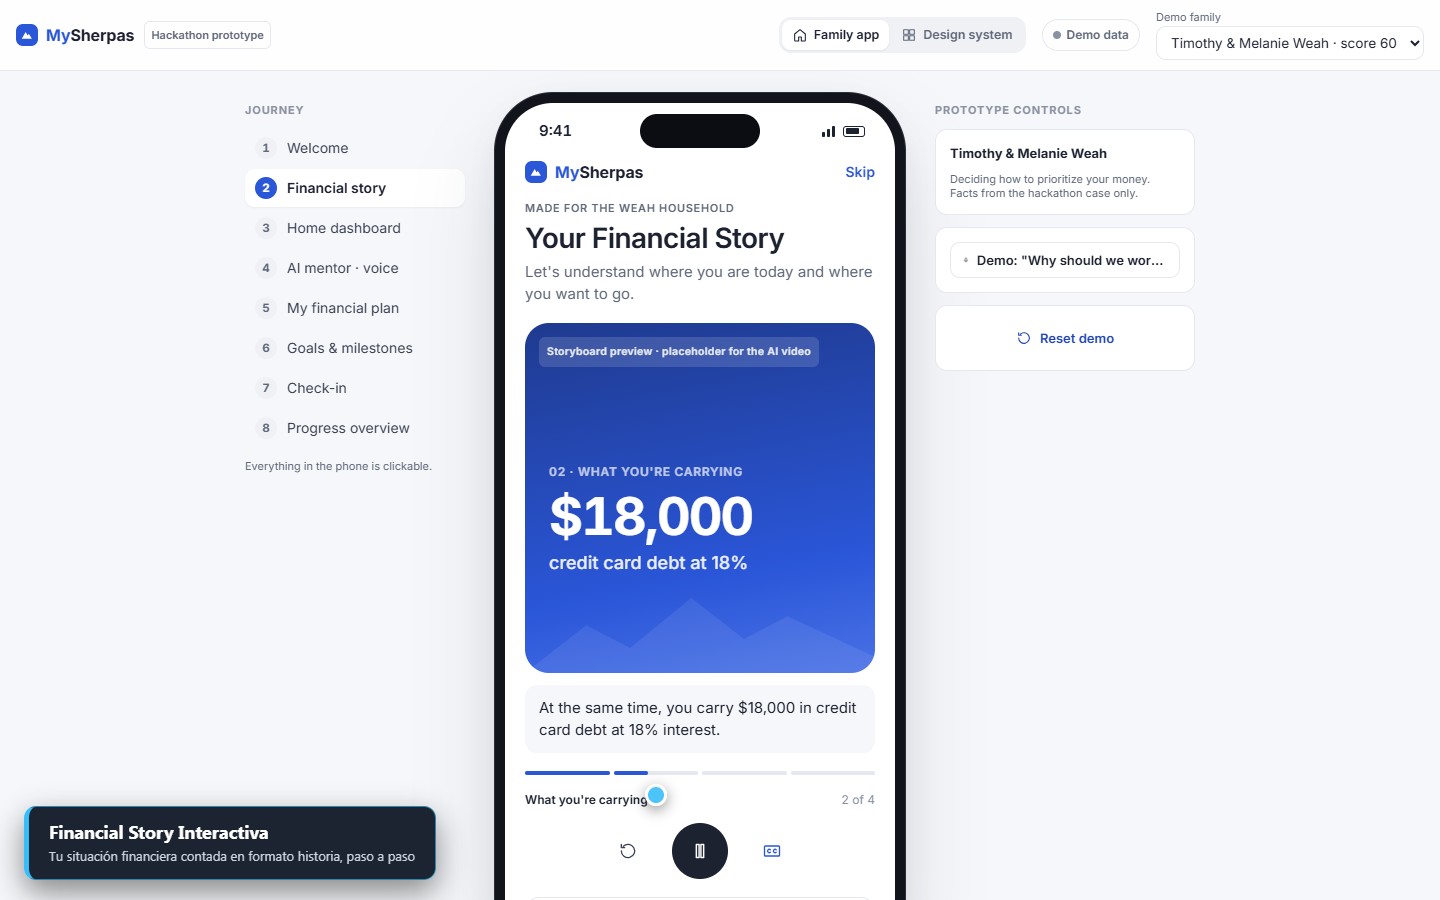 MySherpas
Hackathon prototype
Family app
Design system
Demo data
Demo family
Timothy & Melanie Weah · score 60
JOURNEY
1 Welcome
2 Financial story
3 Home dashboard
4 AI mentor · voice
5 My financial plan
6 Goals & milestones
7 Check-in
8 Progress overview
Everything in the phone is clickable.
9:41
MySherpas
Skip
MADE FOR THE WEAH HOUSEHOLD
Your Financial Story
Let's understand where you are today and where
you want to go.
Storyboard preview · placeholder for the AI video
02 · WHAT YOU'RE CARRYING
$18,000
credit card debt at 18%
At the same time, you carry $18,000 in credit
card debt at 18% interest.
What you're carrying
2 of 4
CC
PROTOTYPE CONTROLS
Timothy & Melanie Weah
Deciding how to prioritize your money.
Facts from the hackathon case only.
Demo: "Why should we wor...
Reset demo
Financial Story Interactiva
Tu situación financiera contada en formato historia, paso a paso